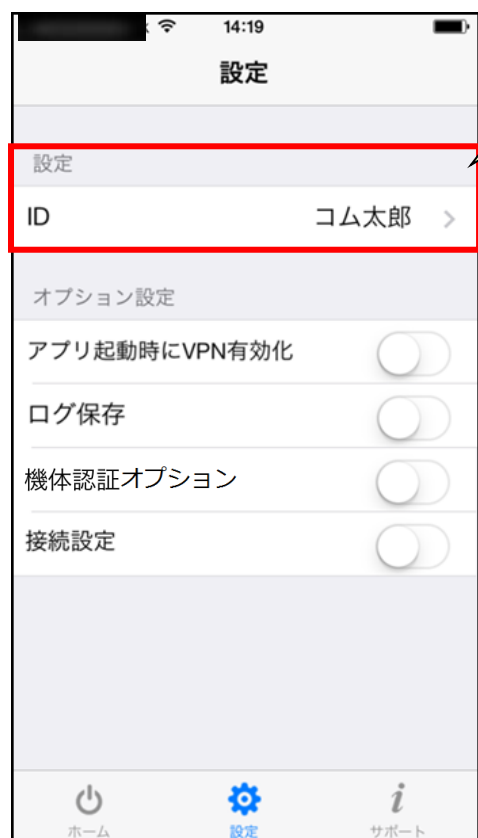 14:19
設定
設定
ID コム太郎
オプション設定
アプリ起動時にVPN有効化
ログ保存
機体認証オプション
接続設定
ホーム 設定 サポート